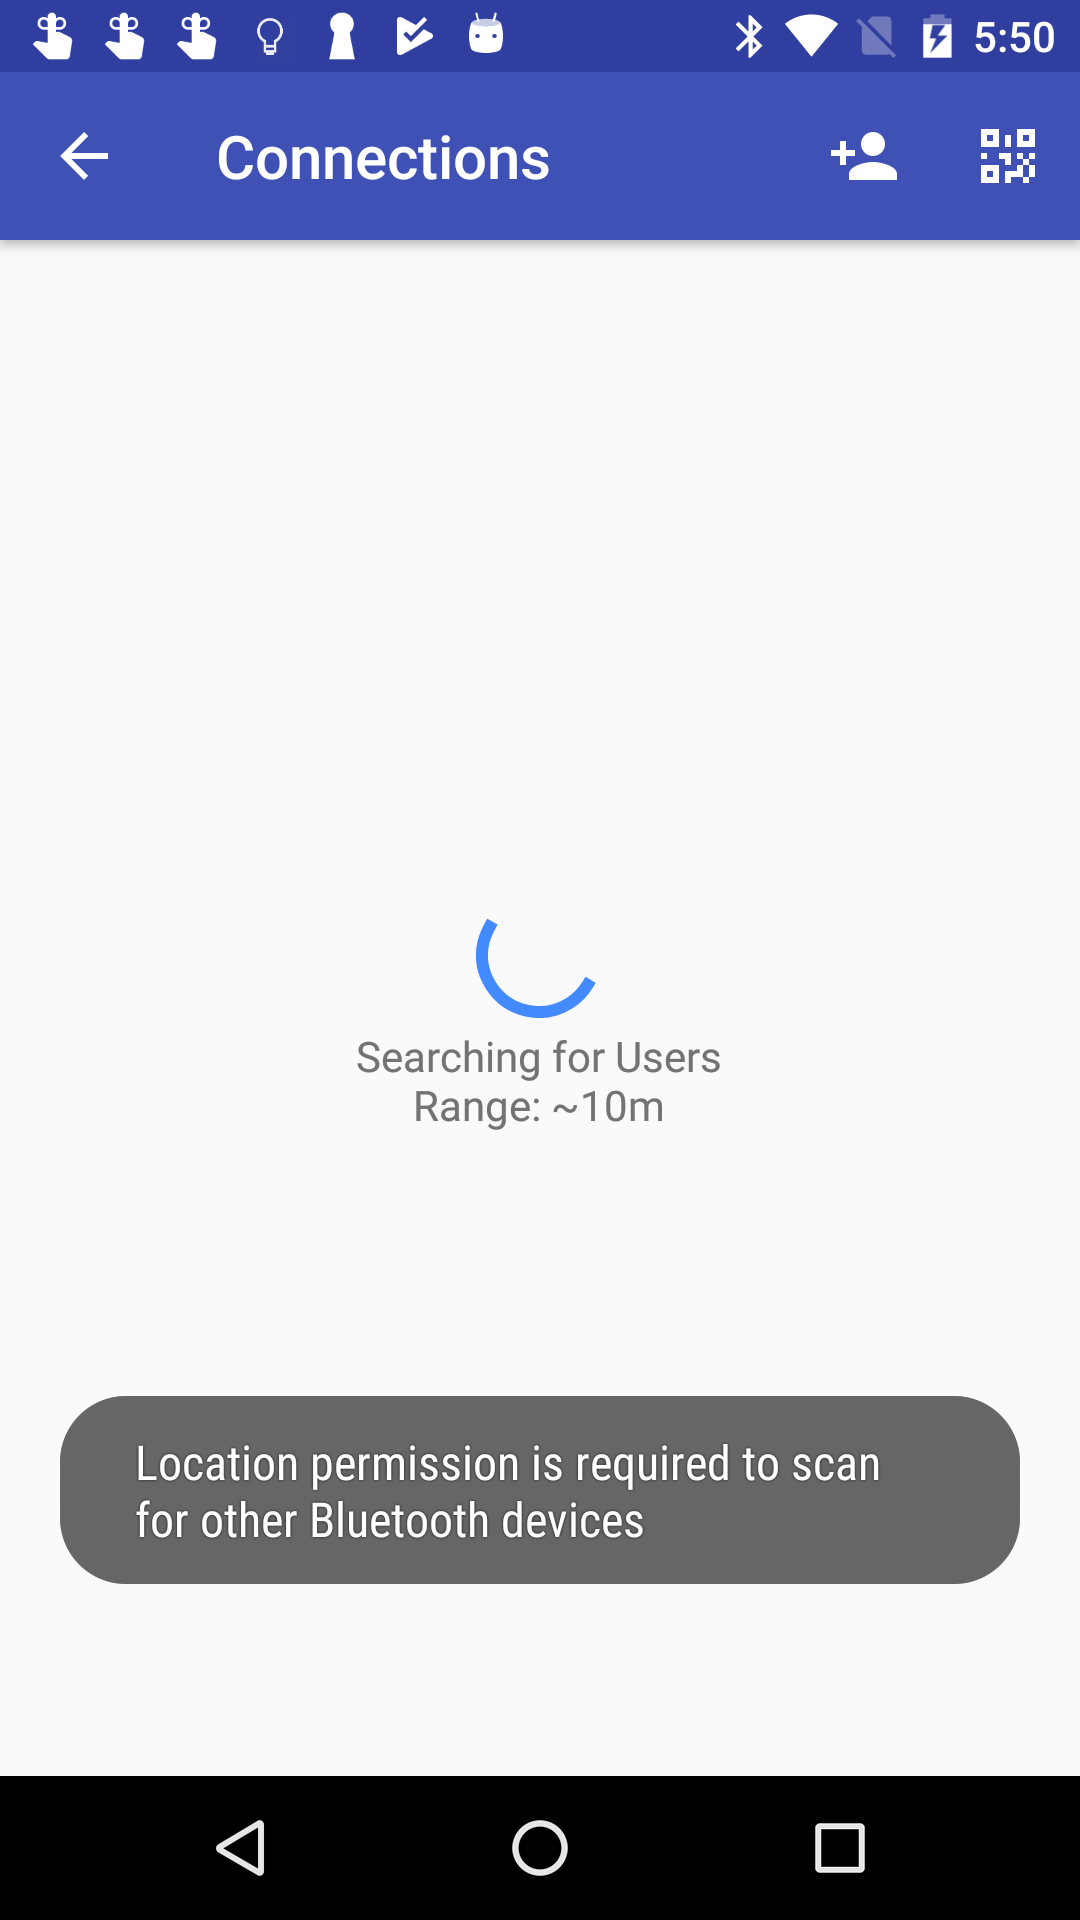 5:50
Connections
Searching for Users
Range: ~10m
Location permission is required to scan
for other Bluetooth devices